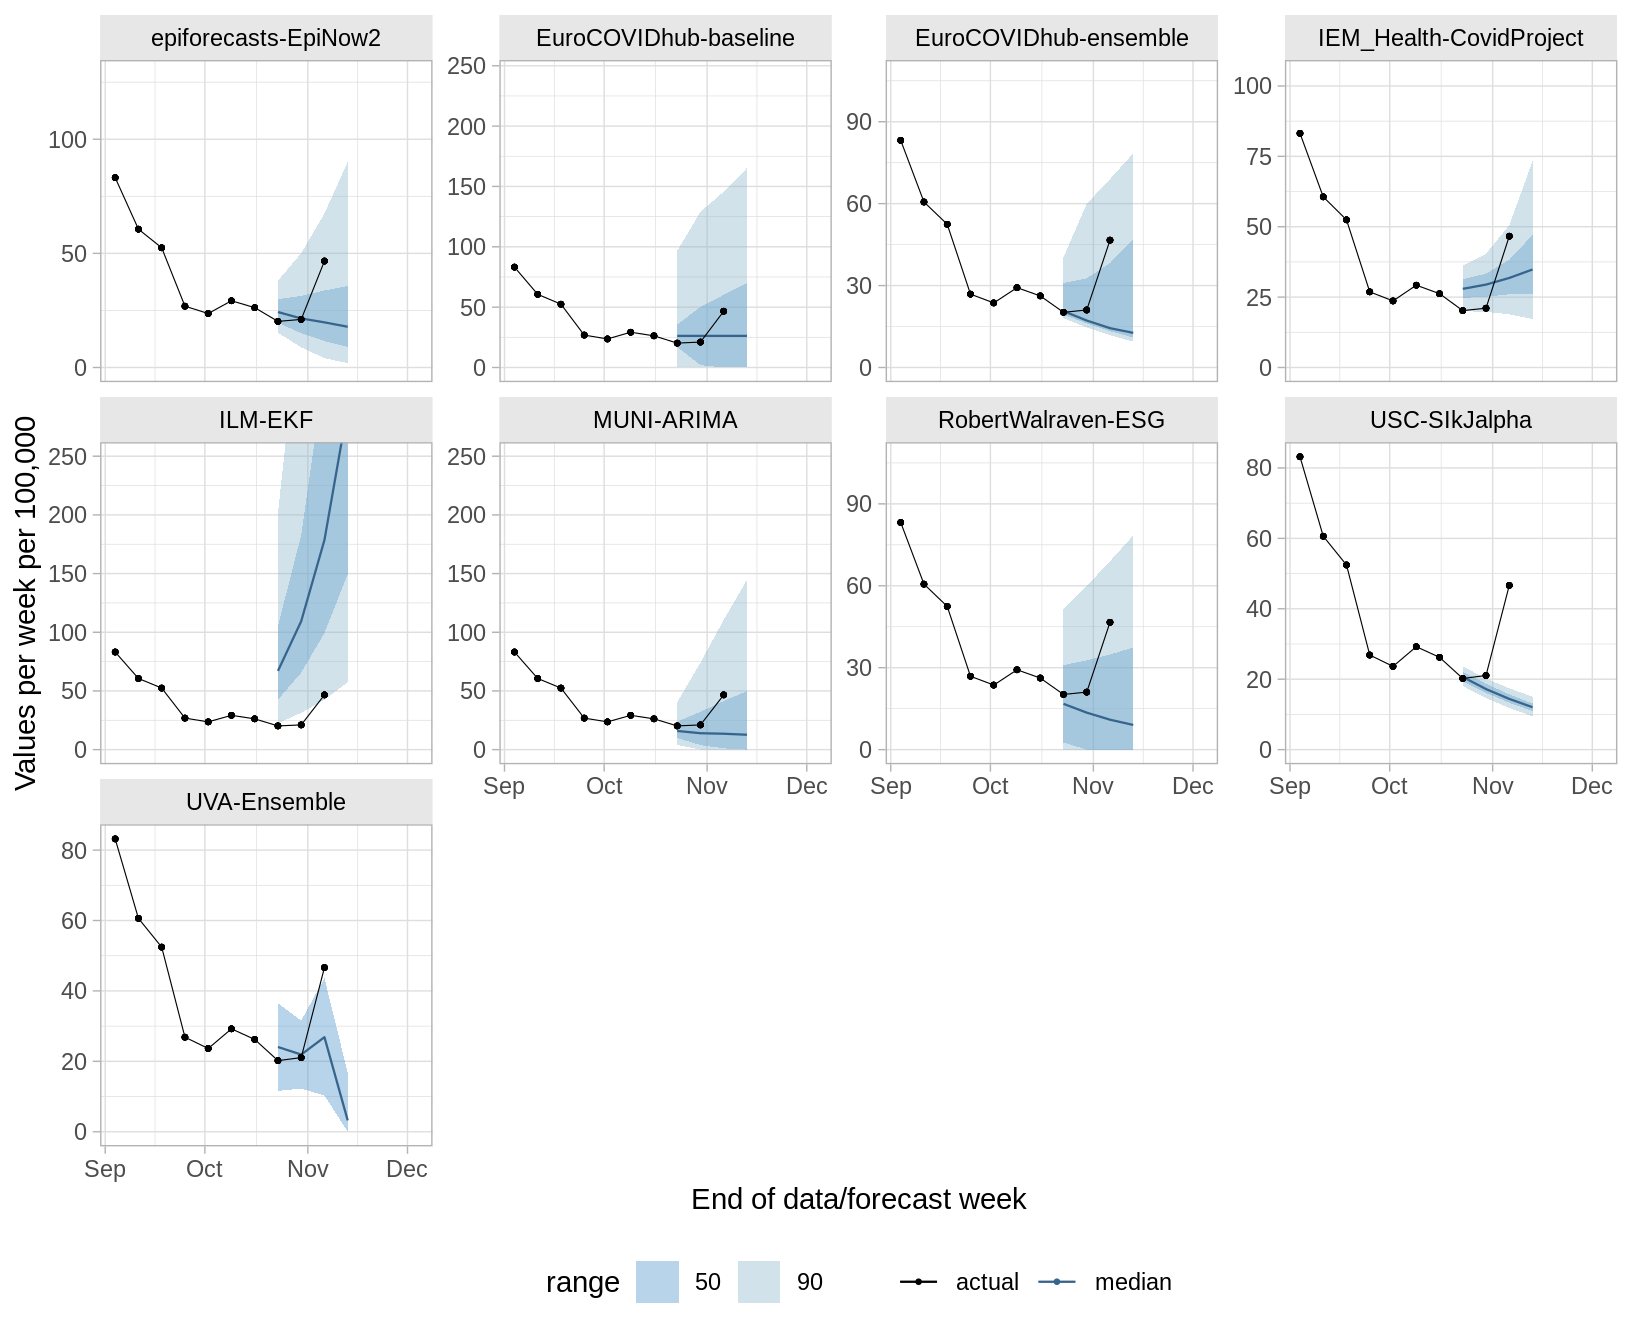 epiforecasts-EpiNow2
EuroCOVIDhub-baseline
EuroCOVIDhub-ensemble
IEM_Health-CovidProject
100
50
0
250
200
150
100
50
0
90
60
30
0
100
75
50
25
0
ILM-EKF
MUNI-ARIMA
RobertWalraven-ESG
USC-SIkJalpha
250
200
150
100
50
0
250
200
150
100
50
0
90
60
30
0
80
60
40
20
0
Sep Oct Nov Dec
Sep Oct Nov Dec
Sep Oct Nov Dec
UVA-Ensemble
80
60
40
20
0
Sep Oct Nov Dec
Values per week per 100,000
End of data/forecast week
range 50 90 actual median